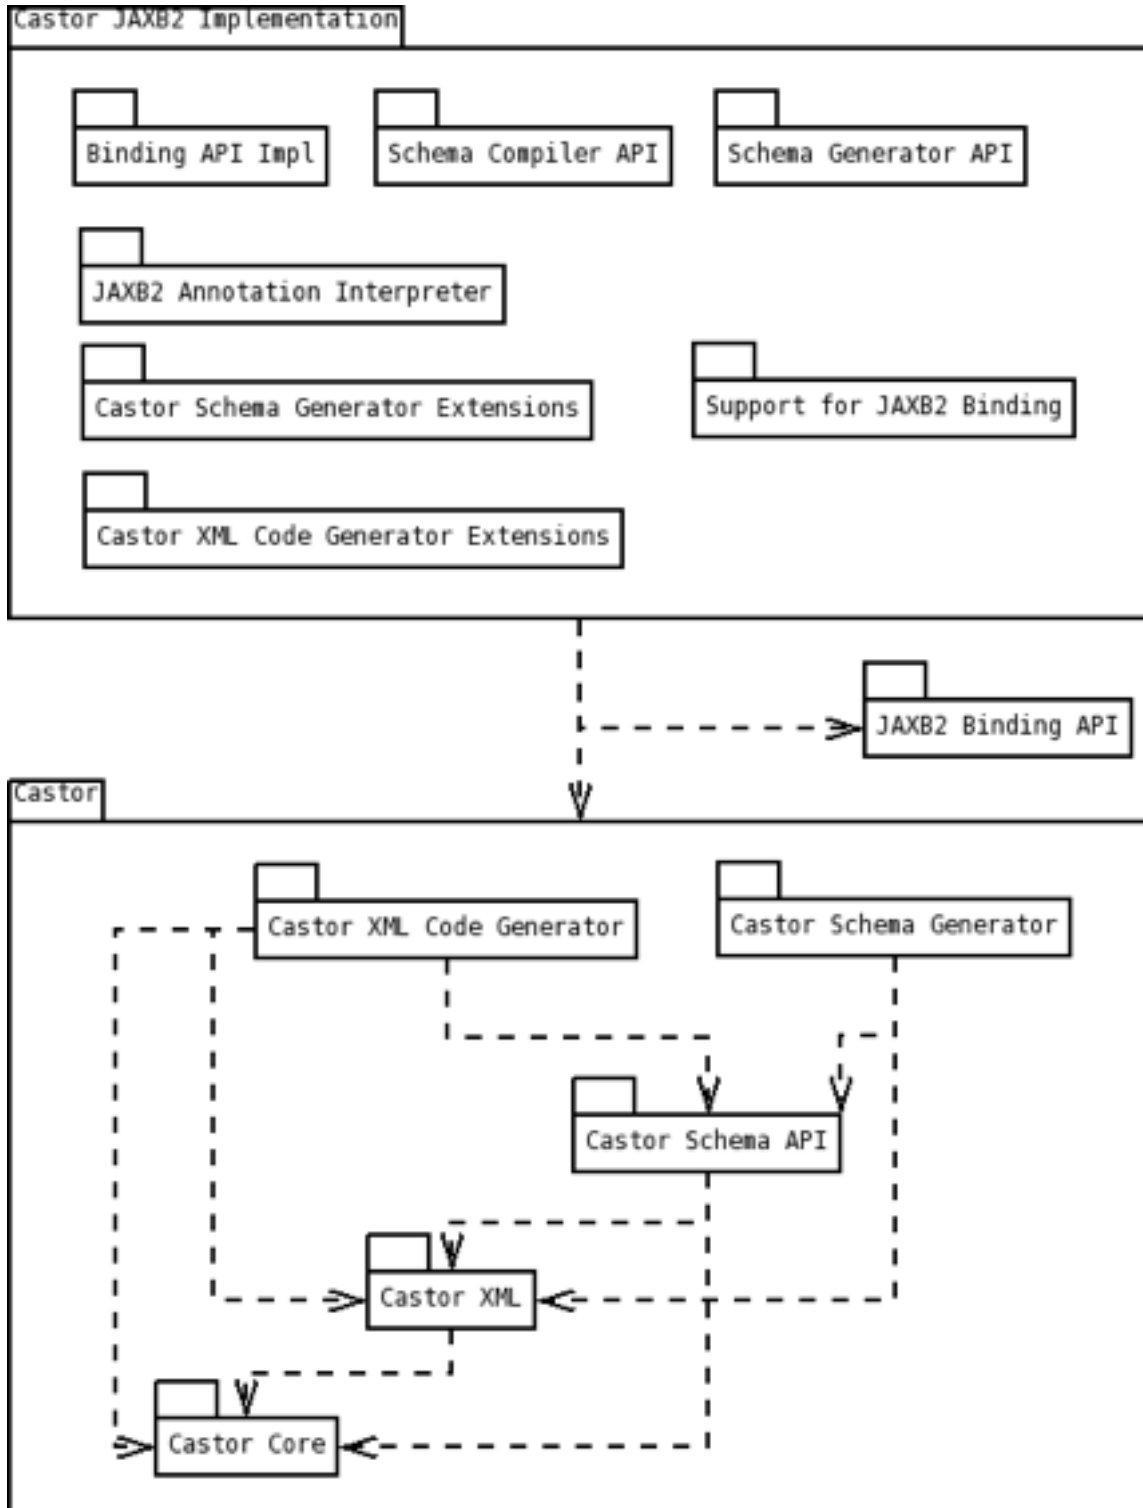 Castor JAXB2 Implementation
Binding API Impl
Schema Compiler API
Schema Generator API
JAXB2 Annotation Interpreter
Castor Schema Generator Extensions
Support for JAXB2 Binding
Castor XML Code Generator Extensions
JAXB2 Binding API
Castor
Castor XML Code Generator
Castor Schema Generator
Castor Schema API
Castor XML
Castor Core